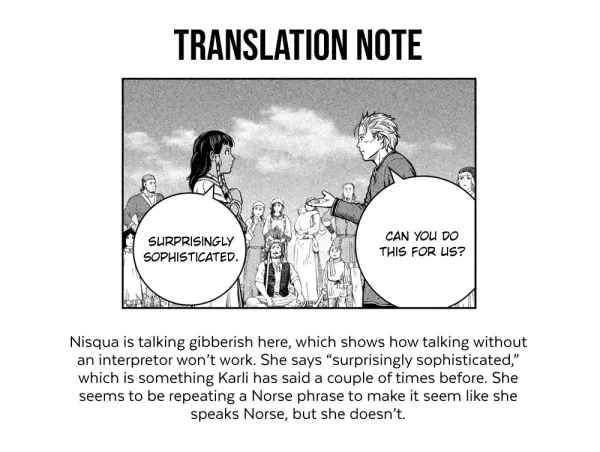 TRANSLATION NOTE
SURPRISINGLY
SOPHISTICATED.
CAN YOU DO
THIS FOR US?
Nisqua is talking gibberish here, which shows how talking without
an interpretor won't work. She says “surprisingly sophisticated,”
which is something Karli has said a couple of times before. She
seems to be repeating a Norse phrase to make it seem like she
speaks Norse, but she doesn't.